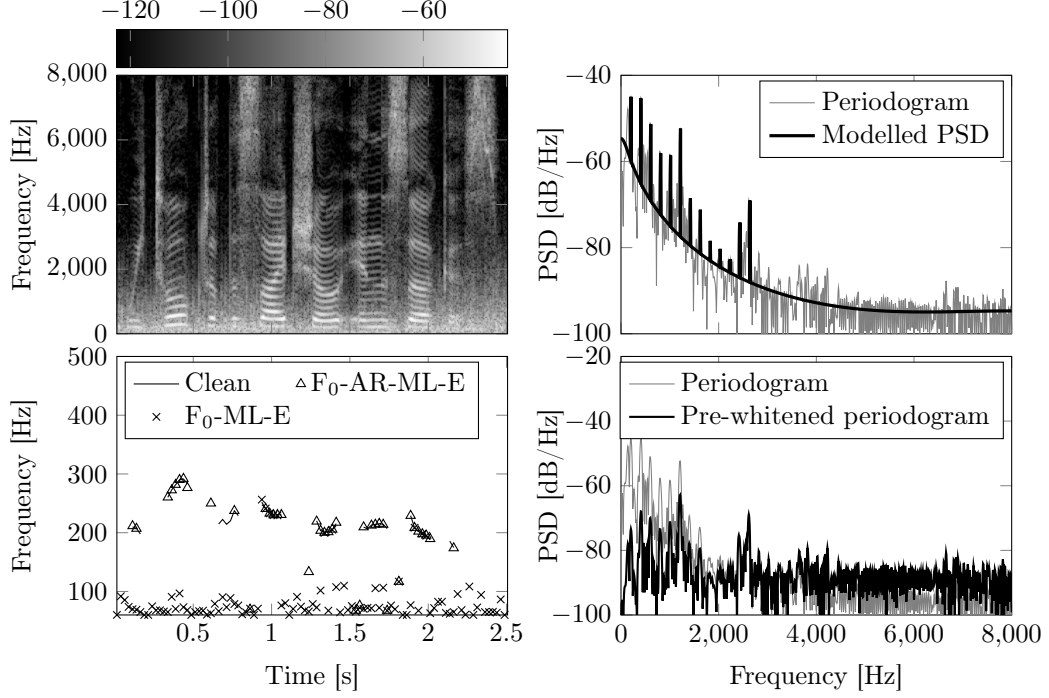 −120 −100 −80 −60
8,000
6,000
4,000
2,000
0
Frequency [Hz]
−40
−60
−80
−100
PSD [dB/Hz]
Periodogram
Modelled PSD
500
400
300
200
100
Frequency [Hz]
Clean F₀-AR-ML-E
F₀-ML-E
0.5 1 1.5 2 2.5
Time [s]
−20
−40
−60
−80
−100
PSD [dB/Hz]
Periodogram
Pre-whitened periodogram
0 2,000 4,000 6,000 8,000
Frequency [Hz]